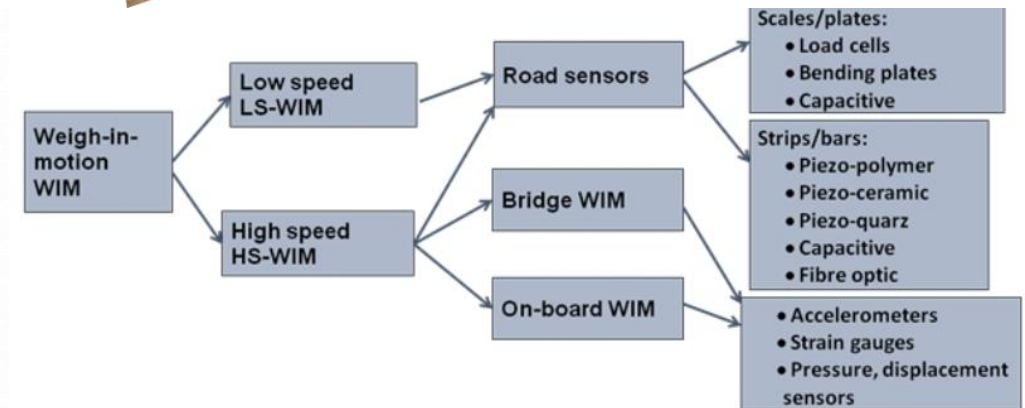 Weigh-in-
motion
WIM
Low speed
LS-WIM
High speed
HS-WIM
Road sensors
Bridge WIM
On-board WIM
Scales/plates:
• Load cells
• Bending plates
• Capacitive
Strips/bars:
• Piezo-polymer
• Piezo-ceramic
• Piezo-quarz
• Capacitive
• Fibre optic
• Accelerometers
• Strain gauges
• Pressure, displacement
sensors